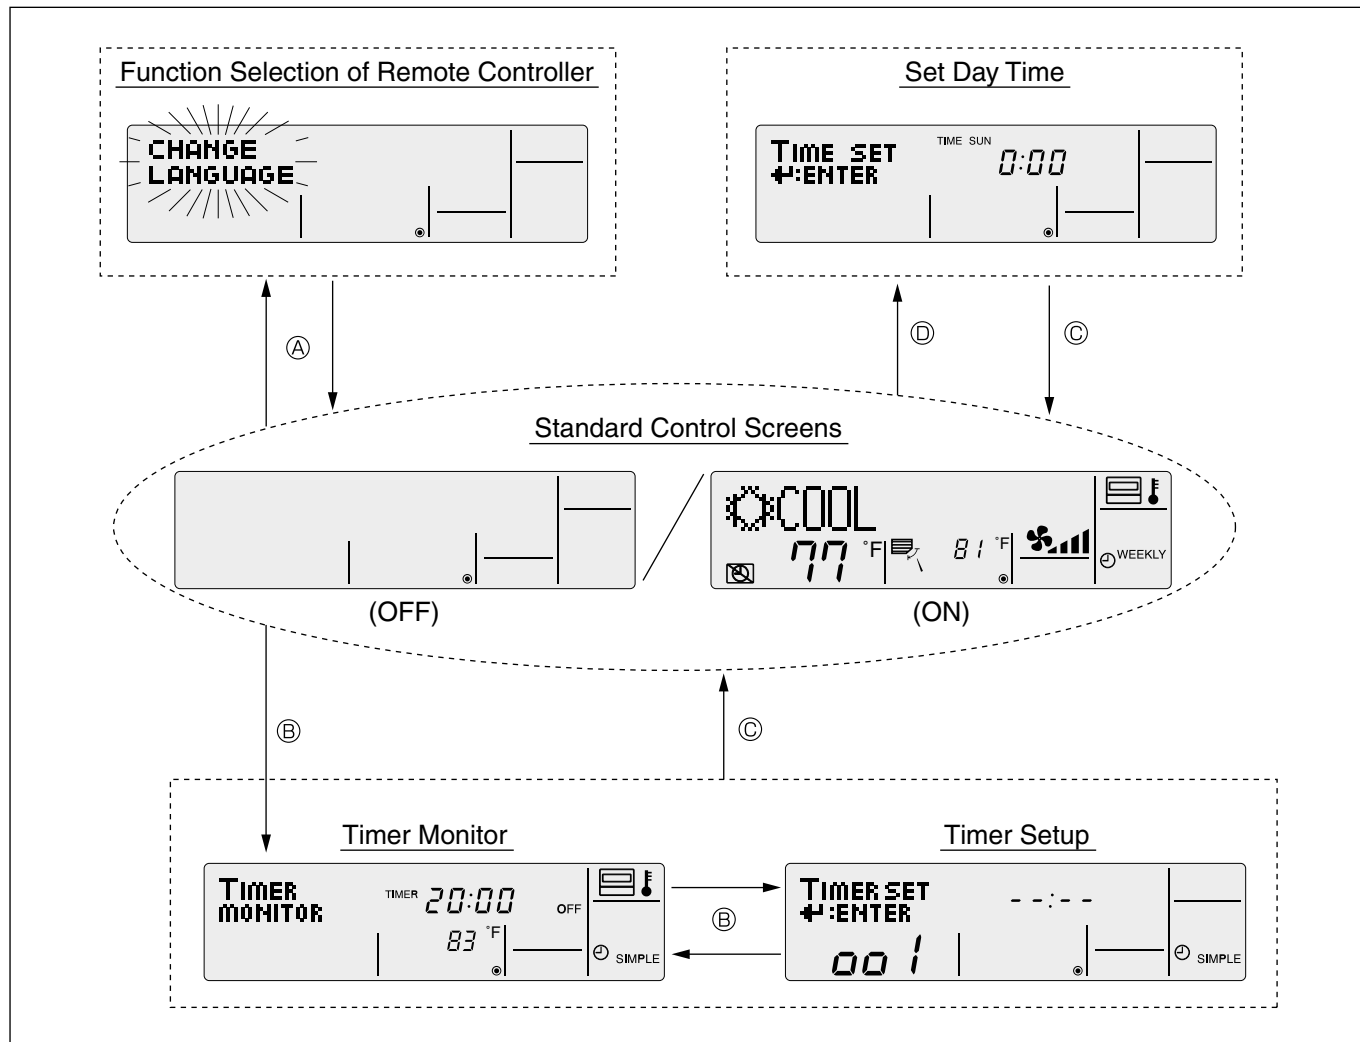 Function Selection of Remote Controller
CHANGE
LANGUAGE
Set Day Time
TIME SET
:ENTER
TIME SUN
0:00
Ⓐ
Ⓓ
Ⓒ
Standard Control Screens
(OFF)
COOL
77 °F
81 °F
WEEKLY
(ON)
Ⓑ
Ⓒ
Timer Monitor
TIMER
MONITOR
TIMER 20:00 OFF
83 °F
SIMPLE
Ⓑ
Timer Setup
TIMER SET
:ENTER
--:--
001
SIMPLE